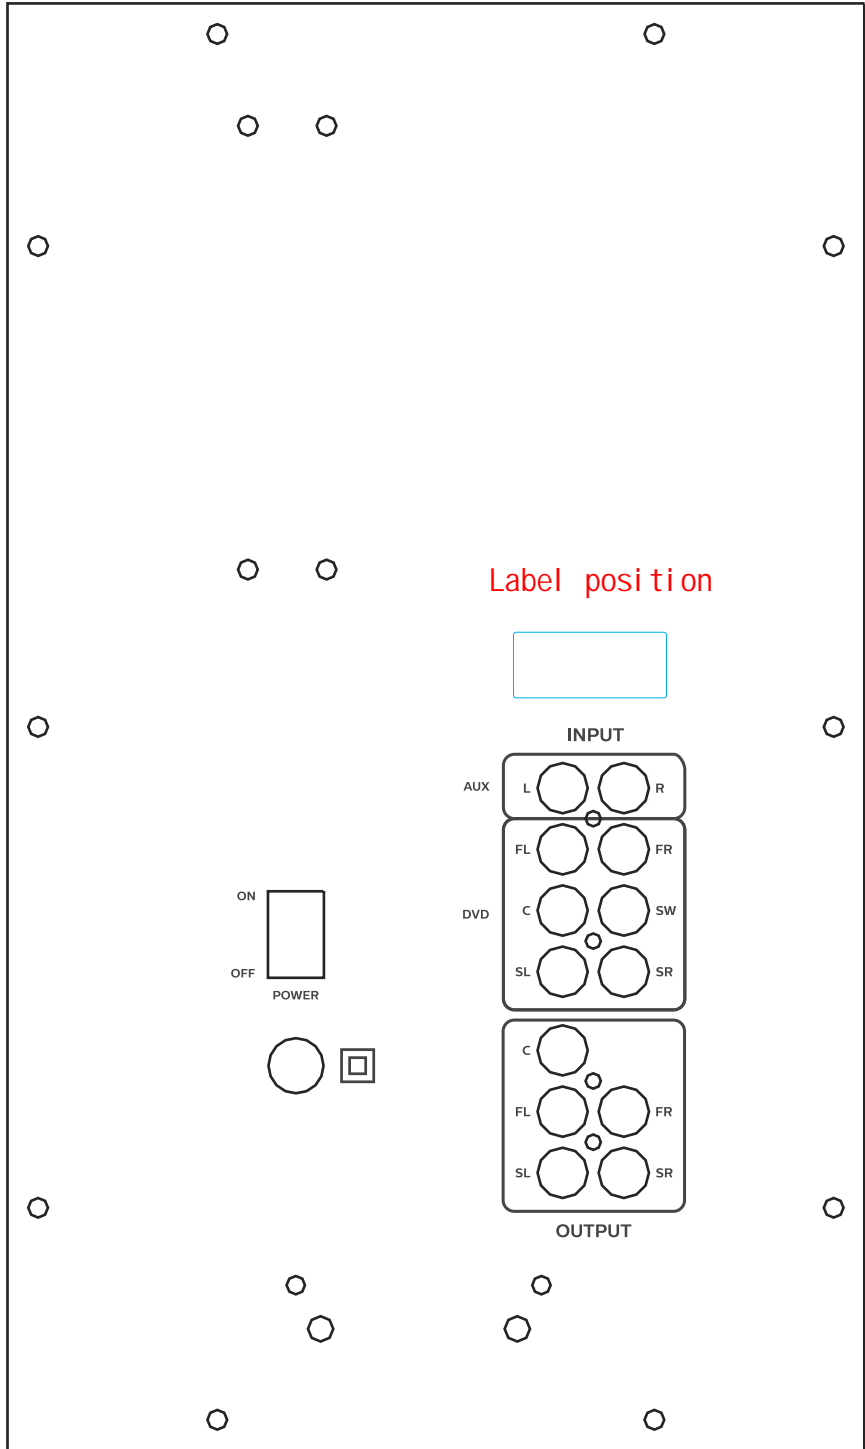 Label position
INPUT
AUX L R
FL FR
ON
DVD C SW
OFF
SL SR
POWER
C
FL FR
SL SR
OUTPUT